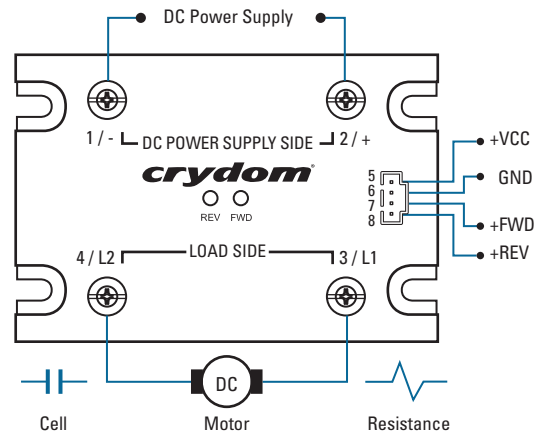 DC Power Supply
1 / -
DC POWER SUPPLY SIDE
2 / +
crydom
REV
FWD
5
6
7
8
+VCC
GND
+FWD
+REV
4 / L2
LOAD SIDE
3 / L1
DC
Cell
Motor
Resistance